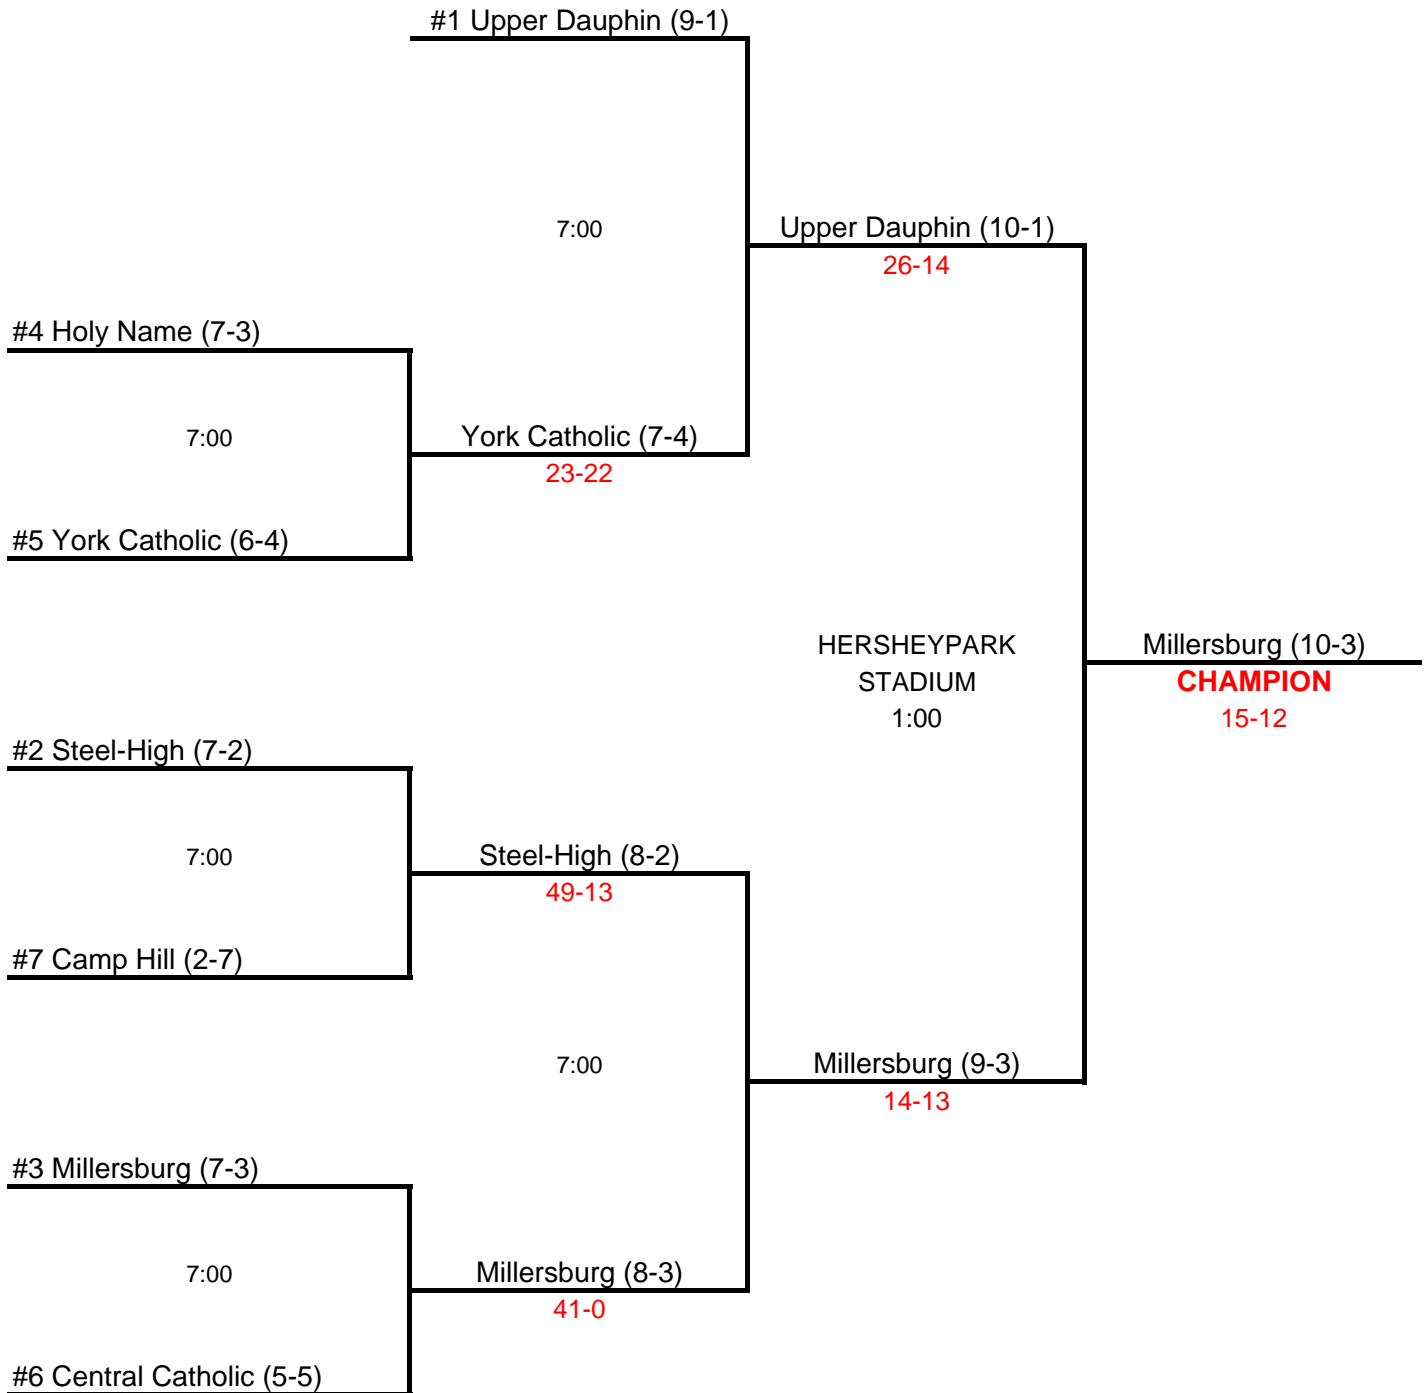 #1 Upper Dauphin (9-1)
7:00
Upper Dauphin (10-1)
26-14
#4 Holy Name (7-3)
7:00
York Catholic (7-4)
23-22
#5 York Catholic (6-4)
HERSHEYPARK
STADIUM
1:00
Millersburg (10-3)
CHAMPION
15-12
#2 Steel-High (7-2)
7:00
Steel-High (8-2)
49-13
#7 Camp Hill (2-7)
7:00
Millersburg (9-3)
14-13
#3 Millersburg (7-3)
7:00
Millersburg (8-3)
41-0
#6 Central Catholic (5-5)